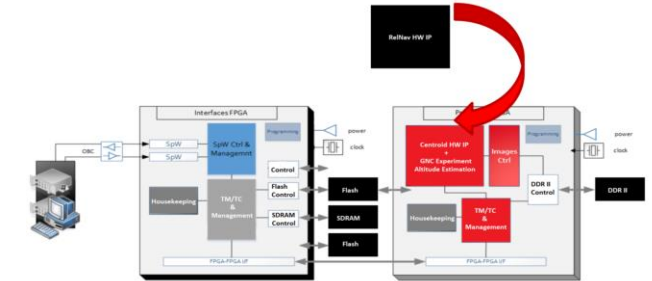 RelNav HW IP
Interfaces FPGA
OBC
SpW
SpW
SpW Ctrl &
Managemnt
Programming
power
clock
Control
Flash
Control
SDRAM
Control
Housekeeping
TM/TC
&
Management
FPGA-FPGA I/F
Flash
SDRAM
Flash
Centroid HW IP
+
GNC Experiment
Altitude Estimation
Images
Ctrl
Programming
power
clock
DDR II
Control
DDR II
Housekeeping
TM/TC
&
Management
FPGA-FPGA I/F